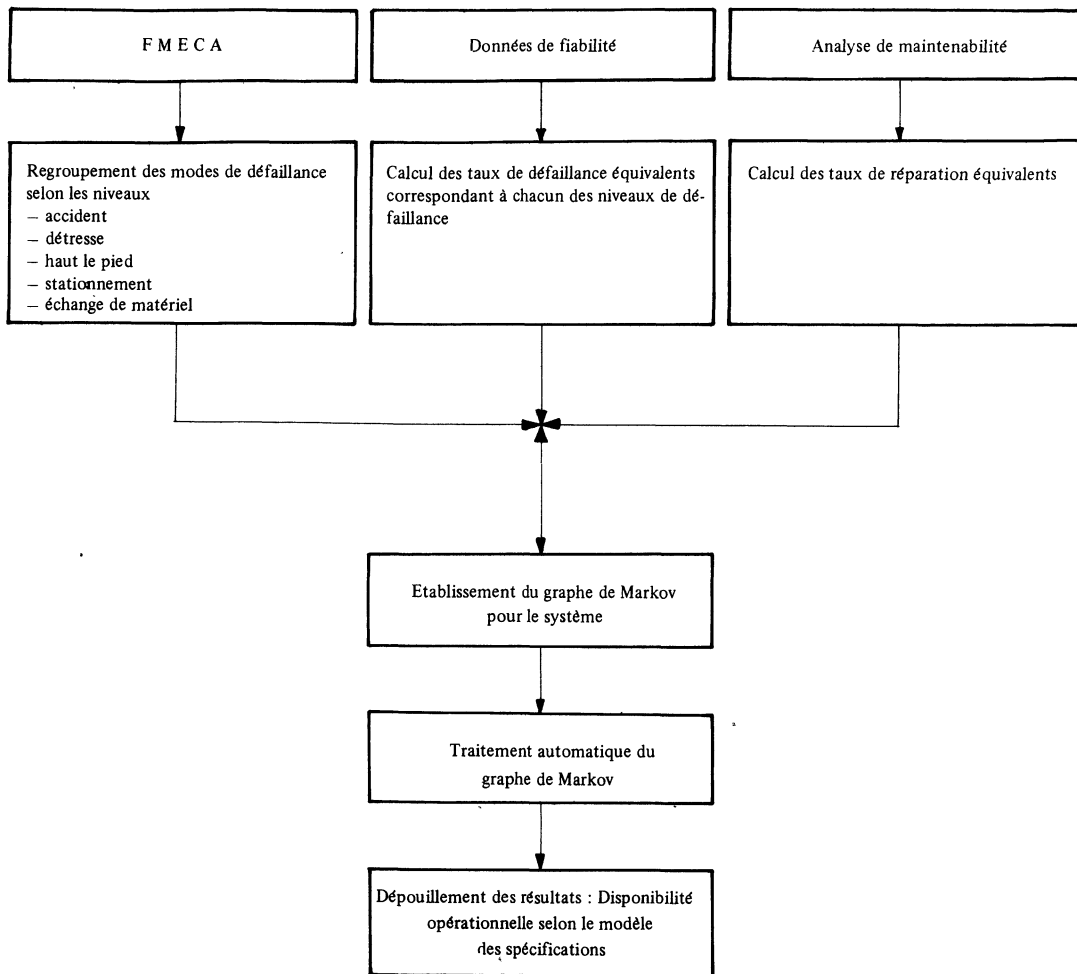 F M E C A
Données de fiabilité
Analyse de maintenabilité
Regroupement des modes de défaillance
selon les niveaux
– accident
– détresse
– haut le pied
– stationnement
– échange de matériel
Calcul des taux de défaillance équivalents
correspondant à chacun des niveaux de dé-
faillance
Calcul des taux de réparation équivalents
Etablissement du graphe de Markov
pour le système
Traitement automatique du
graphe de Markov
Dépouillement des résultats : Disponibilité
opérationnelle selon le modèle
des spécifications